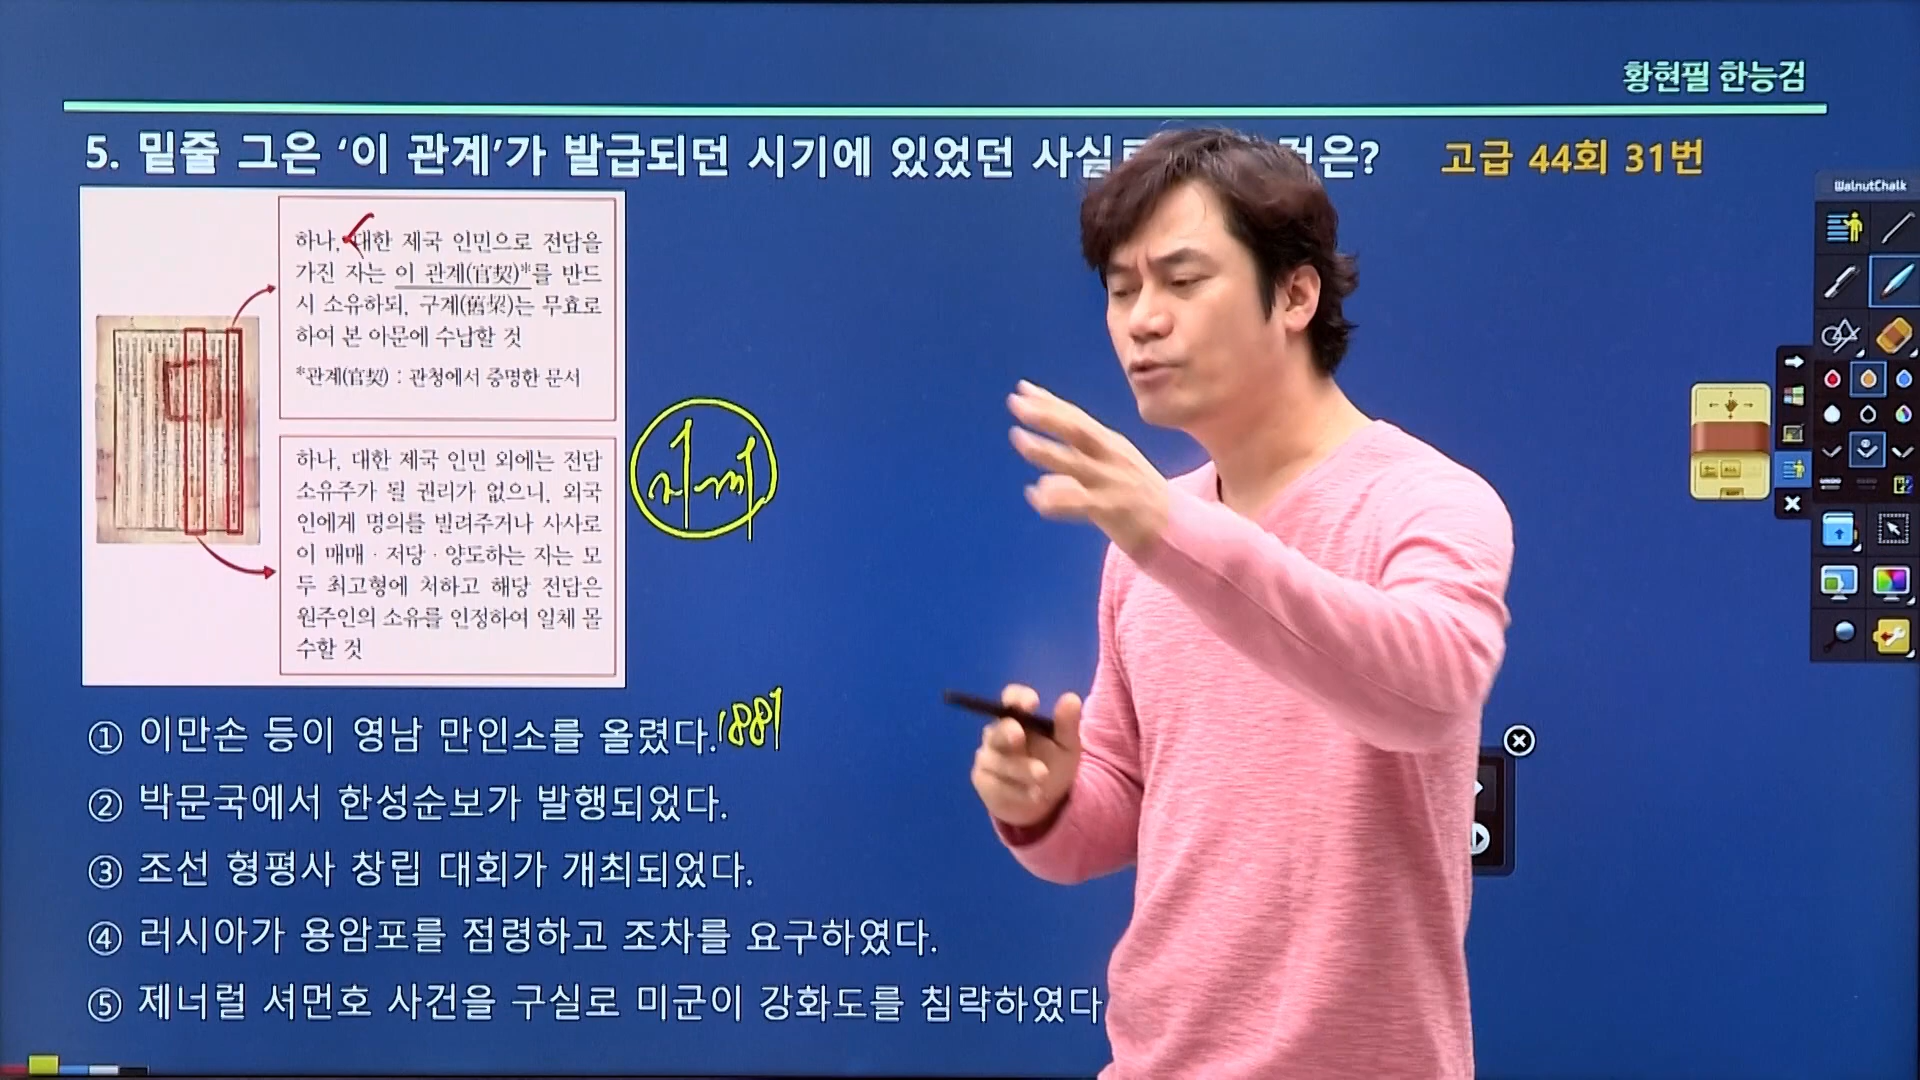 황현필 한능검
5. 밑줄 그은 ‘이 관계’가 발급되던 시기에 있었던 사실로 것은? 고급 44회 31번
하나, 대한 제국 인민으로 전답을
가진 자는 이 관계(官契)*를 반드
시 소유하되, 구계(舊契)는 무효로
하여 본 아문에 수납할 것
*관계(官契) : 관청에서 증명한 문서
하나, 대한 제국 인민 외에는 전답
소유주가 될 권리가 없으니, 외국
인에게 명의를 빌려주거나 사사로
이 매매 · 저당 · 양도하는 자는 모
두 최고형에 처하고 해당 전답은
원주인의 소유를 인정하여 일체 몰
수할 것
지계
① 이만손 등이 영남 만인소를 올렸다. 1881
② 박문국에서 한성순보가 발행되었다.
③ 조선 형평사 창립 대회가 개최되었다.
④ 러시아가 용암포를 점령하고 조차를 요구하였다.
⑤ 제너럴 셔먼호 사건을 구실로 미군이 강화도를 침략하였다
WalnutChalk